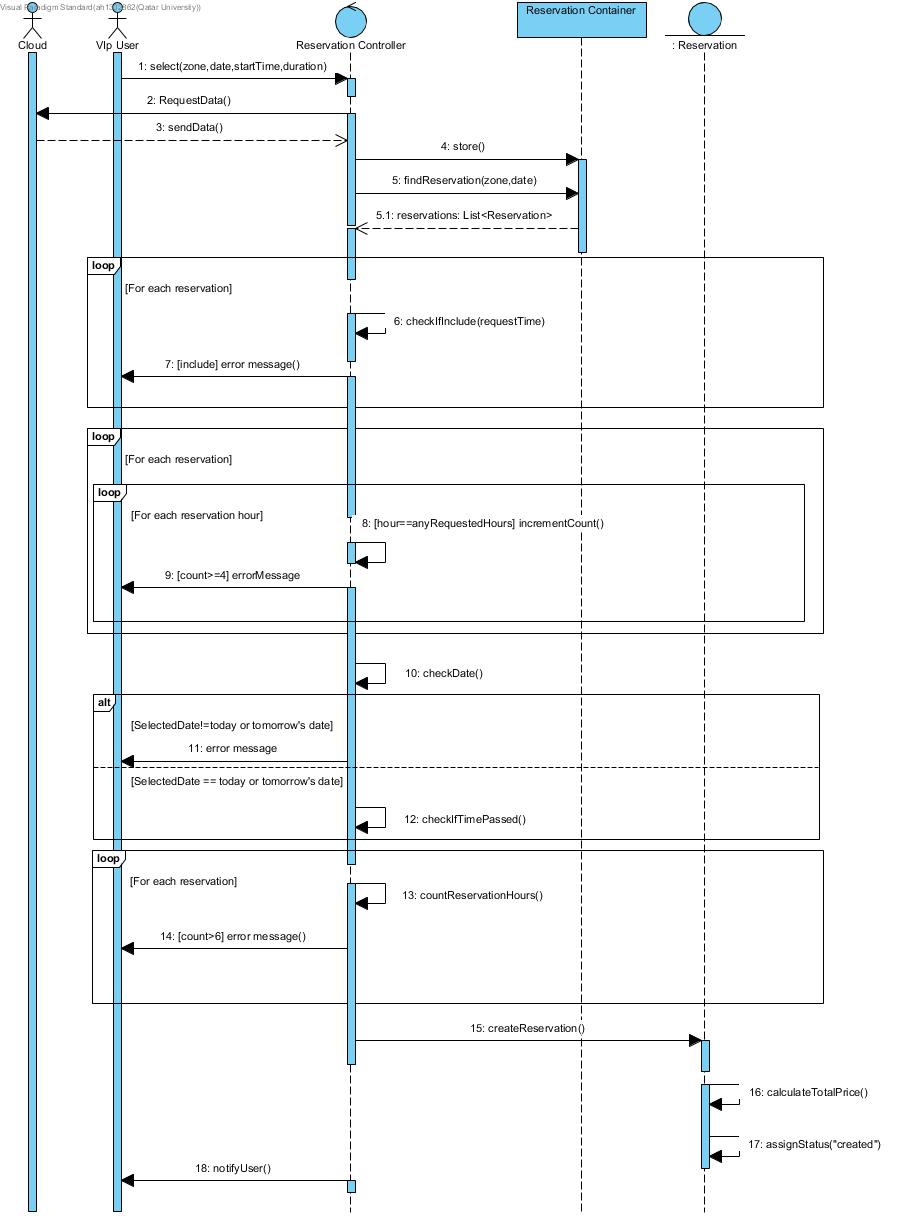 Visual Paradigm Standard(ah1302862(Qatar University))
Cloud
VIp User
Reservation Controller
Reservation Container
: Reservation
1: select(zone,date,startTime,duration)
2: RequestData()
3: sendData()
4: store()
5: findReservation(zone,date)
5.1: reservations: List<Reservation>
loop
[For each reservation]
6: checkIfInclude(requestTime)
7: [include] error message()
loop
[For each reservation]
loop
[For each reservation hour]
8: [hour==anyRequestedHours] incrementCount()
9: [count>=4] errorMessage
10: checkDate()
alt
[SelectedDate!=today or tomorrow's date]
11: error message
[SelectedDate == today or tomorrow's date]
12: checkIfTimePassed()
loop
[For each reservation]
13: countReservationHours()
14: [count>6] error message()
15: createReservation()
16: calculateTotalPrice()
17: assignStatus("created")
18: notifyUser()